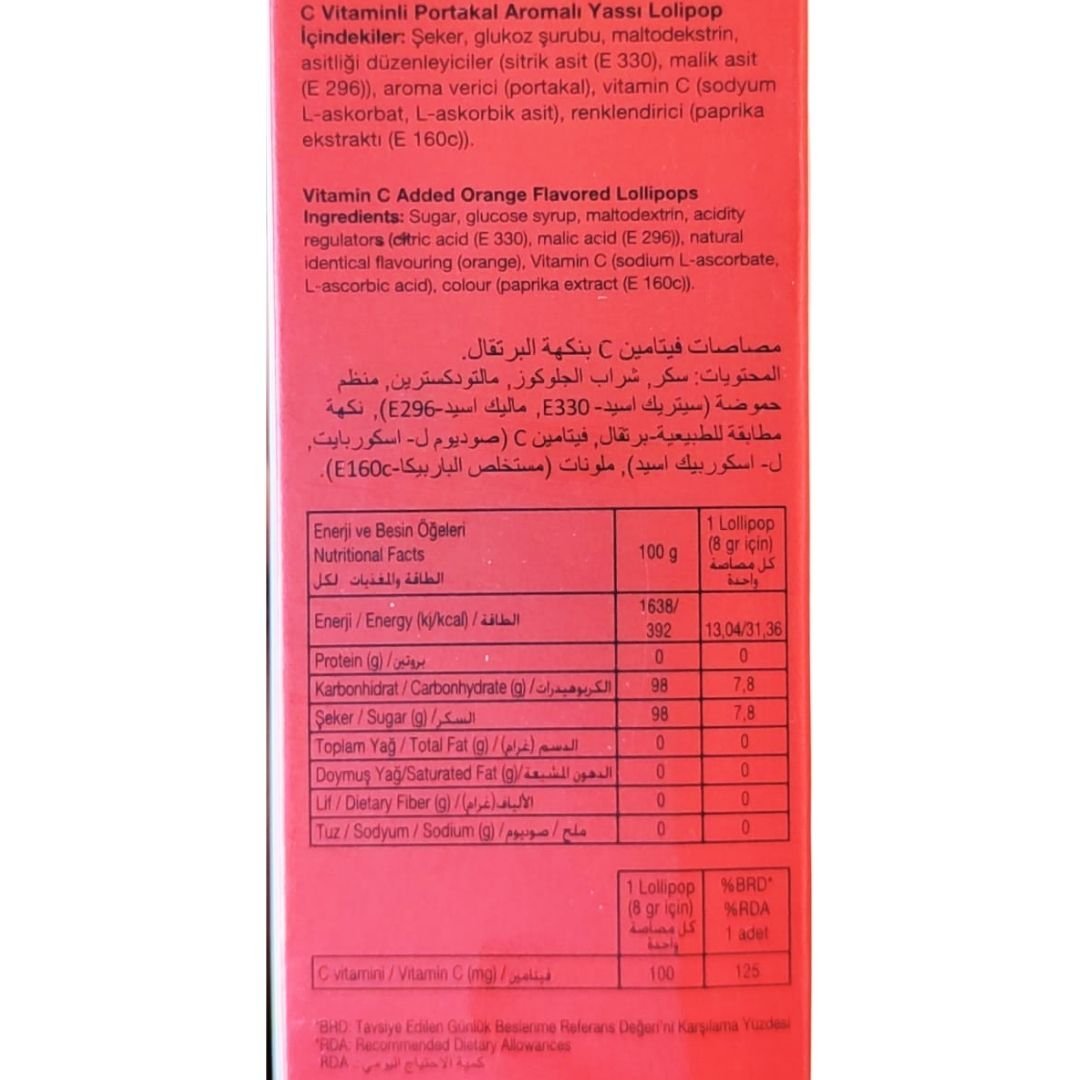 C Vitaminli Portakal Aromalı Yassı Lolipop
İçindekiler: Şeker, glukoz şurubu, maltodekstrin,
asitliği düzenleyiciler (sitrik asit (E 330), malik asit
(E 296)), aroma verici (portakal), vitamin C (sodyum
L-askorbat, L-askorbik asit), renklendirici (paprika
ekstraktı (E 160c)).
Vitamin C Added Orange Flavored Lollipops
Ingredients: Sugar, glucose syrup, maltodextrin, acidity
regulators (citric acid (E 330), malic acid (E 296)), natural
identical flavouring (orange), Vitamin C (sodium L-ascorbate,
L-ascorbic acid), colour (paprika extract (E 160c)).
مصاصات فيتامين C بنكهة البرتقال.
المحتويات: سكر, شراب الجلوكوز, مالتودكسترين, منظم
حموضة (سيتريك اسيد- E330, ماليك اسيد-E296), نكهة
مطابقة للطبيعية-برتقال, فيتامين C (صوديوم ل- اسكوربايت,
ل- اسكوربيك اسيد), ملونات (مستخلص الباربيكا-E160c).
Enerji ve Besin Öğeleri
Nutritional Facts
الطاقة والمغذيات لكل
100 g
1 Lollipop
(8 gr için)
كل مصاصة
واحدة
Enerji / Energy (kj/kcal) / الطاقة 1638/ 392 13,04/31,36
Protein (g) / بروتين 0 0
Karbonhidrat / Carbonhydrate (g) / الكربوهيدرات 98 7,8
Şeker / Sugar (g) / السكر 98 7,8
Toplam Yağ / Total Fat (g) / الدسم (غرام) 0 0
Doymuş Yağ/Saturated Fat (g)/ الدهون المشبعة 0 0
Lif / Dietary Fiber (g) / الألياف(غرام) 0 0
Tuz / Sodyum / Sodium (g) / ملح / صوديوم 0 0
1 Lollipop
(8 gr için)
كل مصاصة
واحدة
%BRD*
%RDA
1 adet
C vitamini / Vitamin C (mg) / فيتامين 100 125
*BRD: Tavsiye Edilen Günlük Beslenme Referans Değeri'ni Karşılama Yüzdesi
*RDA: Recommended Dietary Allowances
RDA كمية الاحتياج اليومي